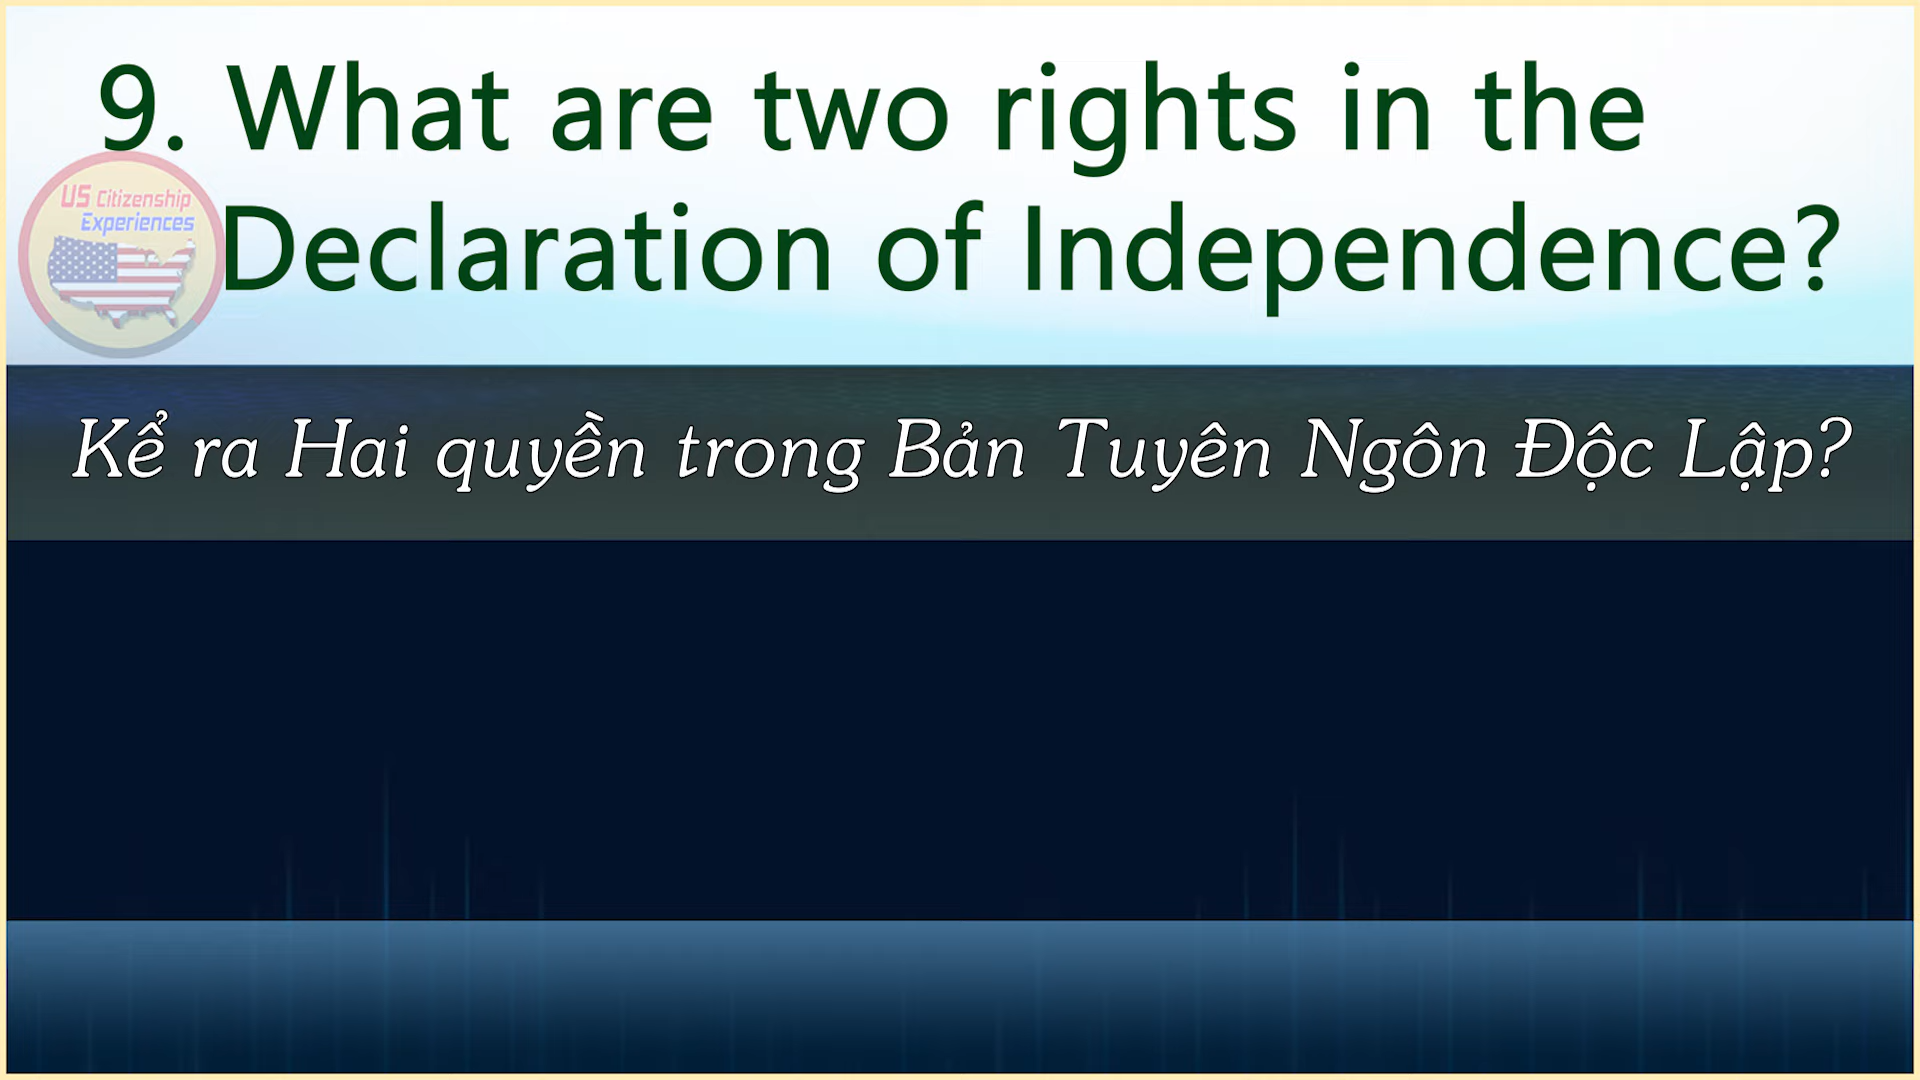 9. What are two rights in the
US Citizenship
Experiences
Declaration of Independence?
Kể ra Hai quyền trong Bản Tuyên Ngôn Độc Lập?